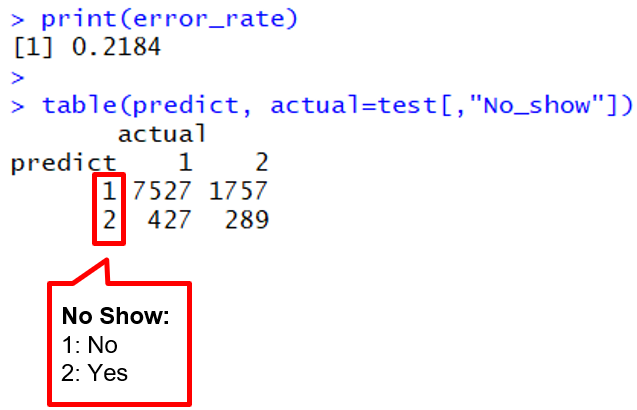 > print(error_rate)
[1] 0.2184
>
> table(predict, actual=test[,"No_show"])
actual
predict 1 2
1 7527 1757
2 427 289
No Show:
1: No
2: Yes